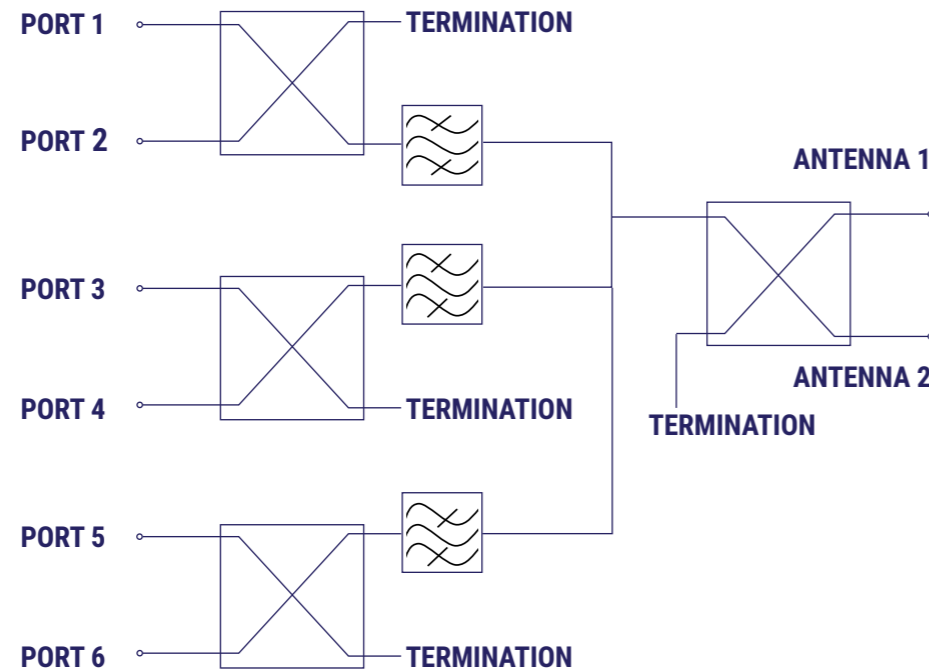 PORT 1
TERMINATION
PORT 2
ANTENNA 1
PORT 3
ANTENNA 2
PORT 4
TERMINATION
TERMINATION
PORT 5
PORT 6
TERMINATION